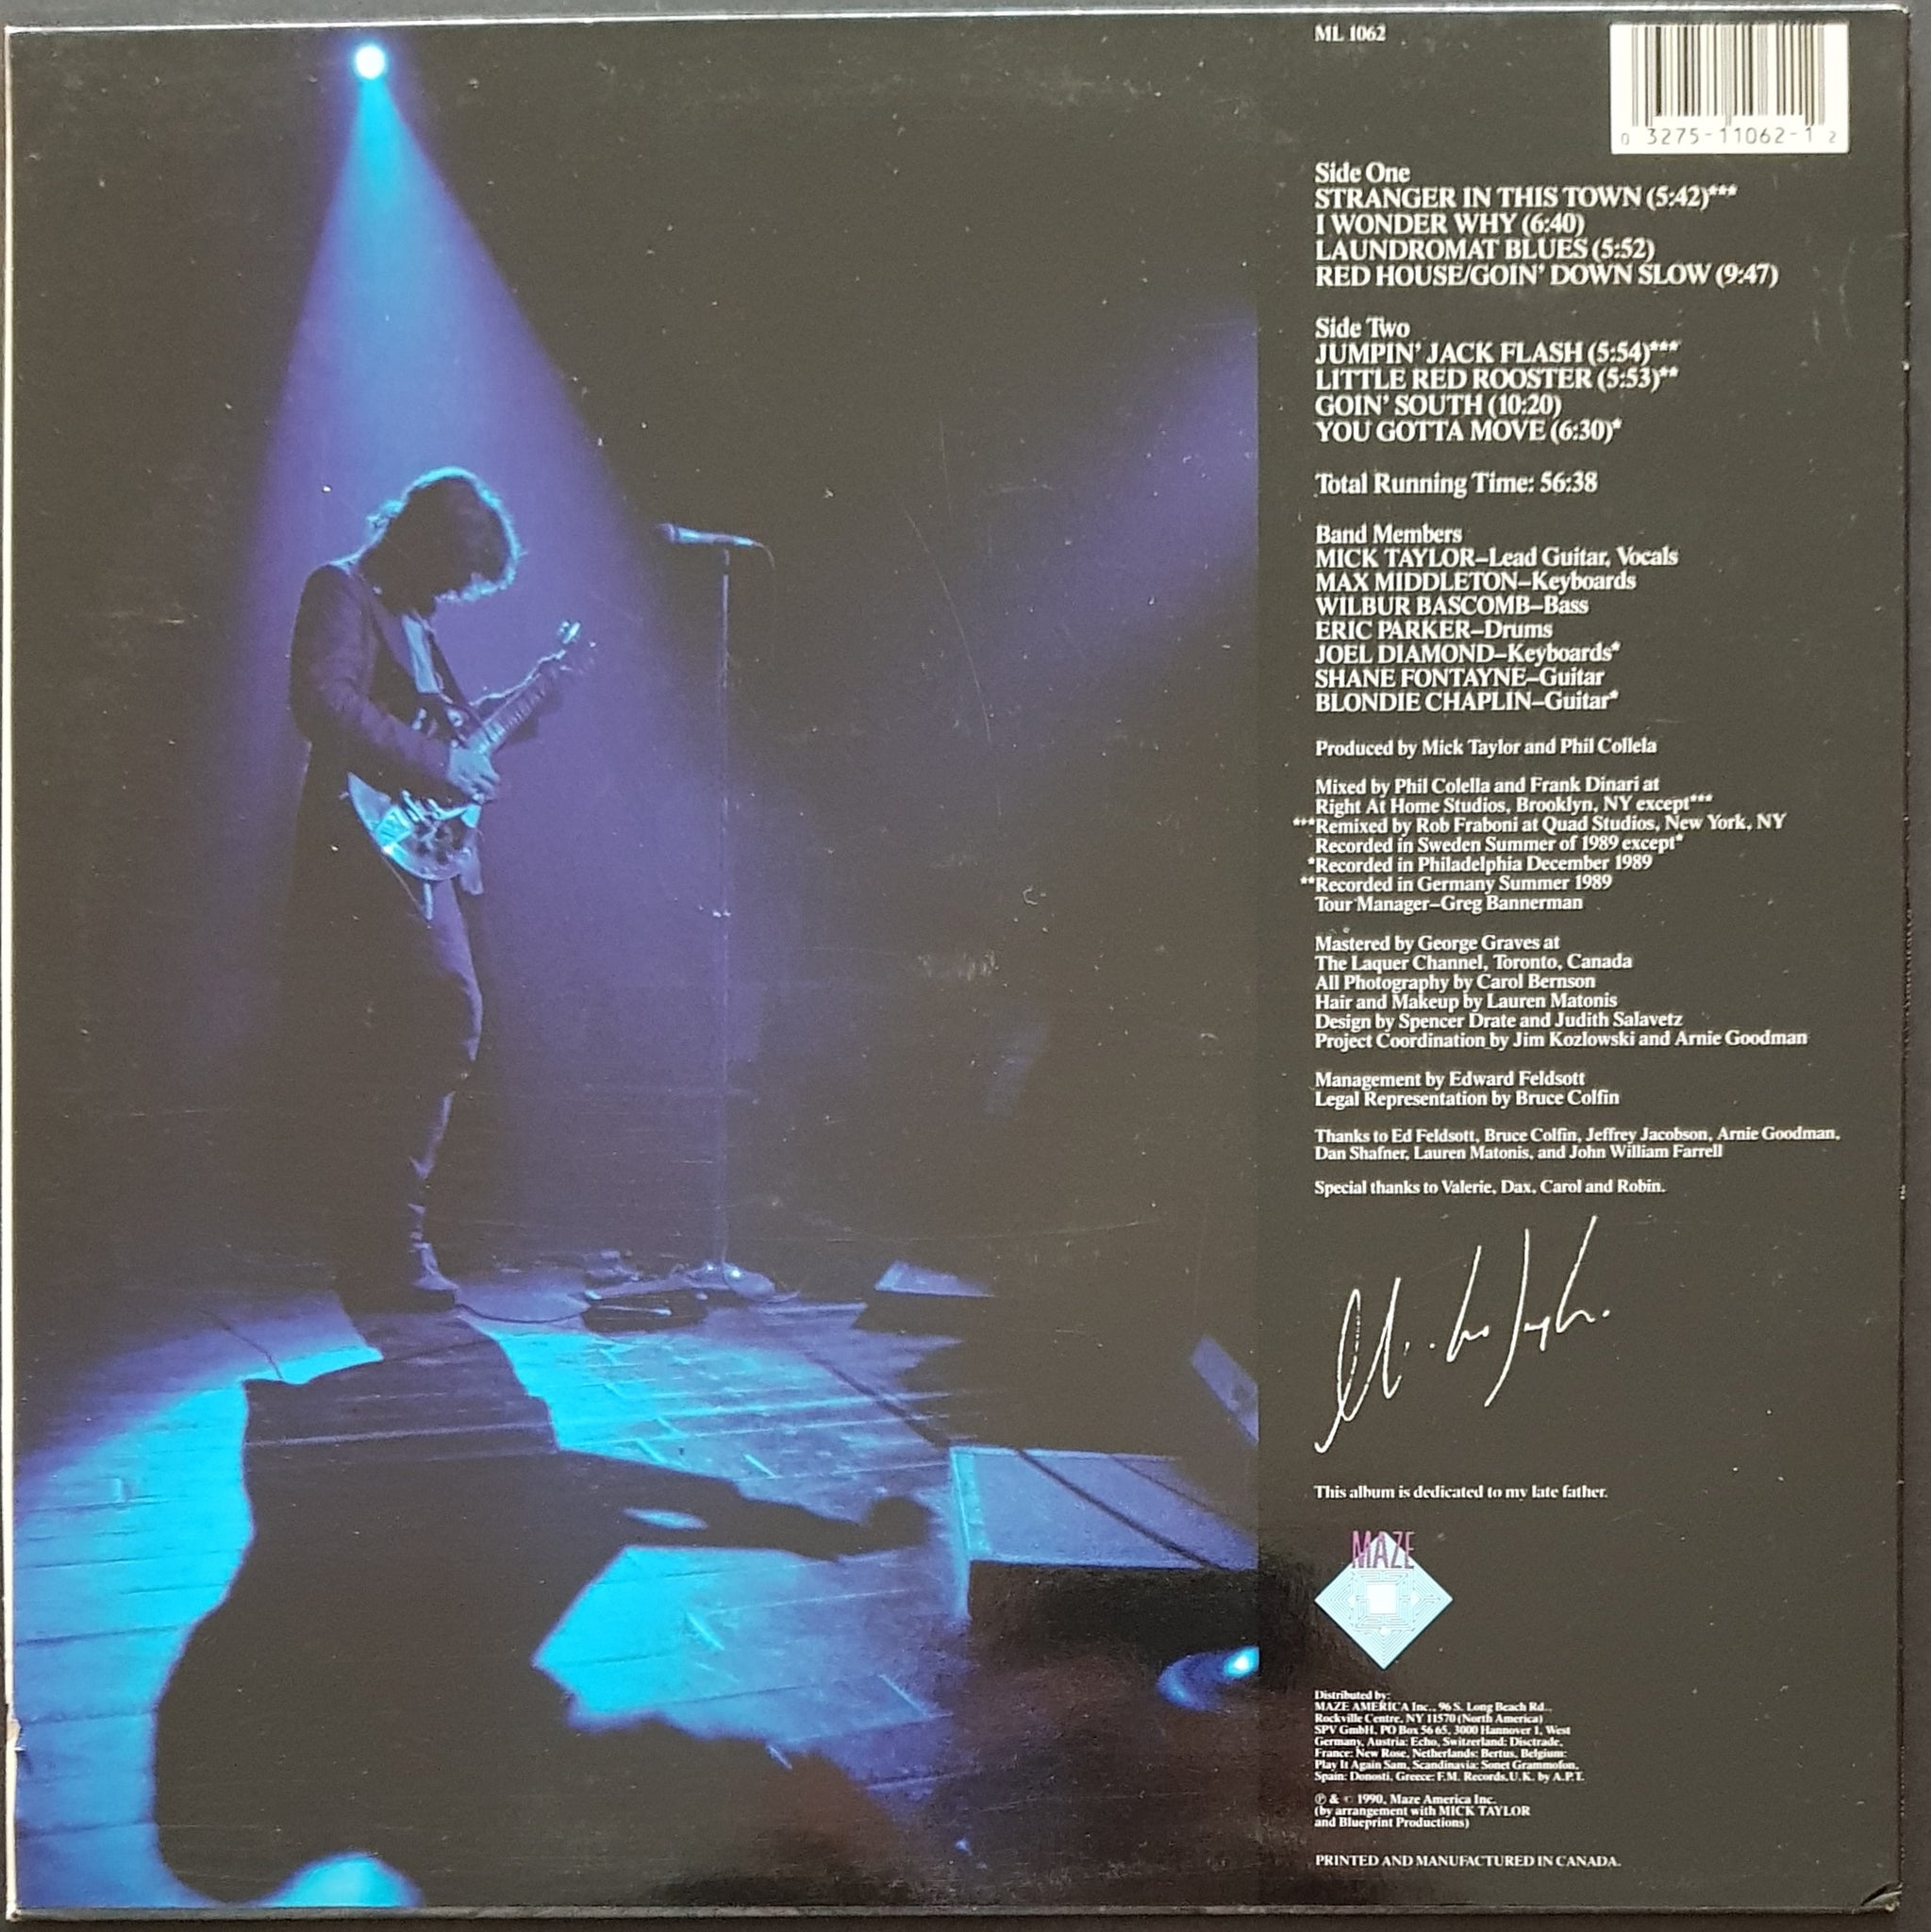 ML 1062
0 3275-11062-1 2
Side One
STRANGER IN THIS TOWN (5:42)***
I WONDER WHY (6:40)
LAUNDROMAT BLUES (5:52)
RED HOUSE/GOIN' DOWN SLOW (9:47)
Side Two
JUMPIN' JACK FLASH (5:54)***
LITTLE RED ROOSTER (5:53)**
GOIN' SOUTH (10:20)
YOU GOTTA MOVE (6:30)*
Total Running Time: 56:38
Band Members
MICK TAYLOR–Lead Guitar, Vocals
MAX MIDDLETON–Keyboards
WILBUR BASCOMB–Bass
ERIC PARKER–Drums
JOEL DIAMOND–Keyboards*
SHANE FONTAYNE–Guitar
BLONDIE CHAPLIN–Guitar*
Produced by Mick Taylor and Phil Collela
Mixed by Phil Colella and Frank Dinari at
Right At Home Studios, Brooklyn, NY except***
***Remixed by Rob Fraboni at Quad Studios, New York, NY
Recorded in Sweden Summer of 1989 except*
*Recorded in Philadelphia December 1989
**Recorded in Germany Summer 1989
Tour Manager–Greg Bannerman
Mastered by George Graves at
The Laquer Channel, Toronto, Canada
All Photography by Carol Bernson
Hair and Makeup by Lauren Matonis
Design by Spencer Drate and Judith Salavetz
Project Coordination by Jim Kozlowski and Arnie Goodman
Management by Edward Feldsott
Legal Representation by Bruce Colfin
Thanks to Ed Feldsott, Bruce Colfin, Jeffrey Jacobson, Arnie Goodman,
Dan Shafner, Lauren Matonis, and John William Farrell
Special thanks to Valerie, Dax, Carol and Robin.
This album is dedicated to my late father.
MAZE
Distributed by:
MAZE AMERICA Inc., 96 S. Long Beach Rd.,
Rockville Centre, NY 11570 (North America)
SPV GmbH, PO Box 56 65, 3000 Hannover 1, West
Germany, Austria: Echo, Switzerland: Disctrade,
France: New Rose, Netherlands: Bertus, Belgium:
Play It Again Sam, Scandinavia: Sonet Grammofon,
Spain: Donosti, Greece: F.M. Records, U.K. by A.P.T.
℗ & © 1990, Maze America Inc.
(by arrangement with MICK TAYLOR
and Blueprint Productions)
PRINTED AND MANUFACTURED IN CANADA.